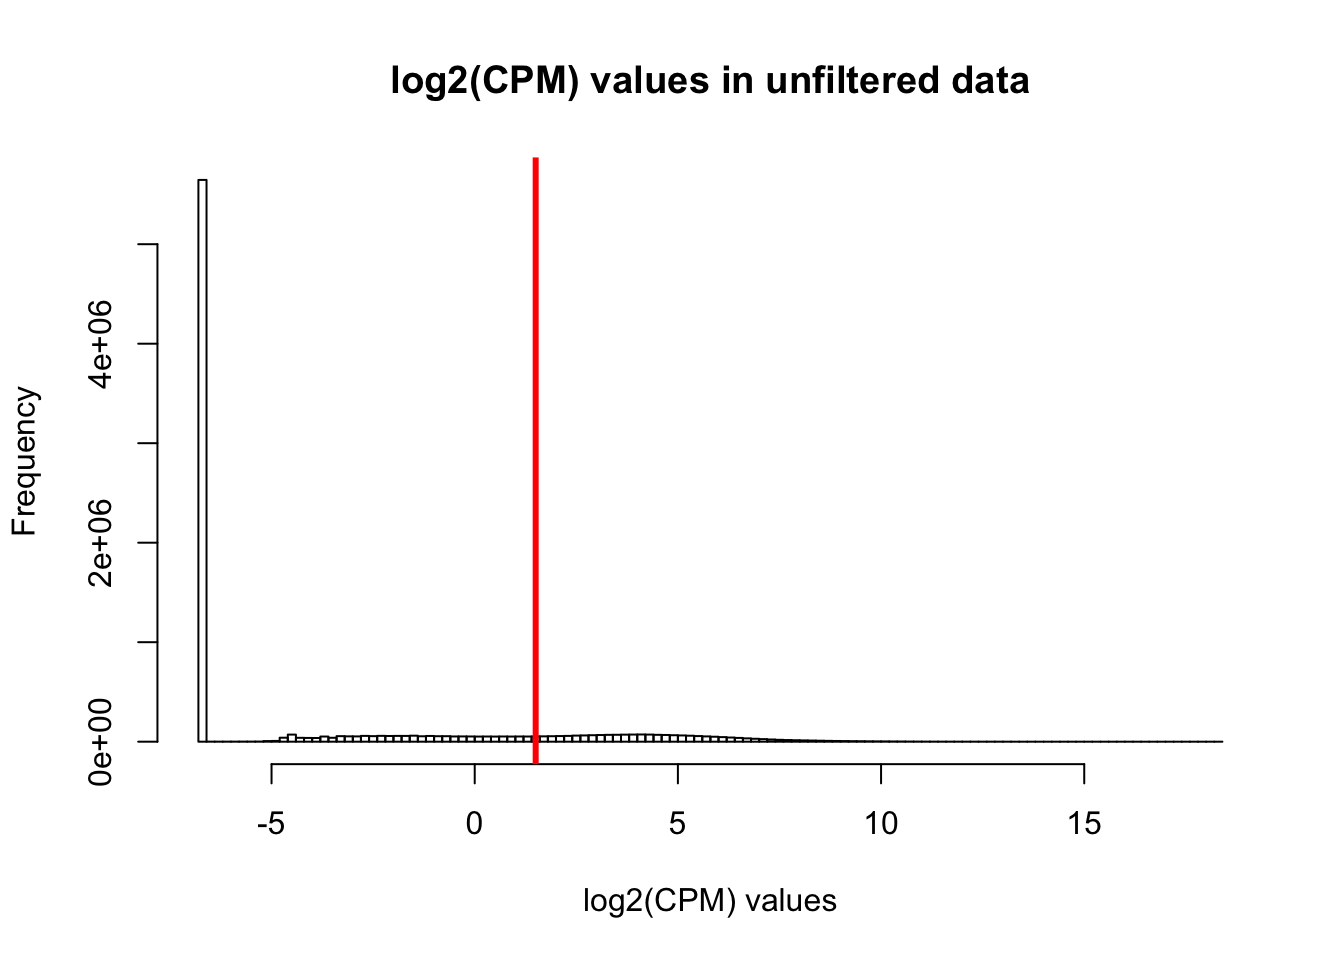 log2(CPM) values in unfiltered data
Frequency
4e+06
2e+06
0e+00
-5 0 5 10 15
log2(CPM) values